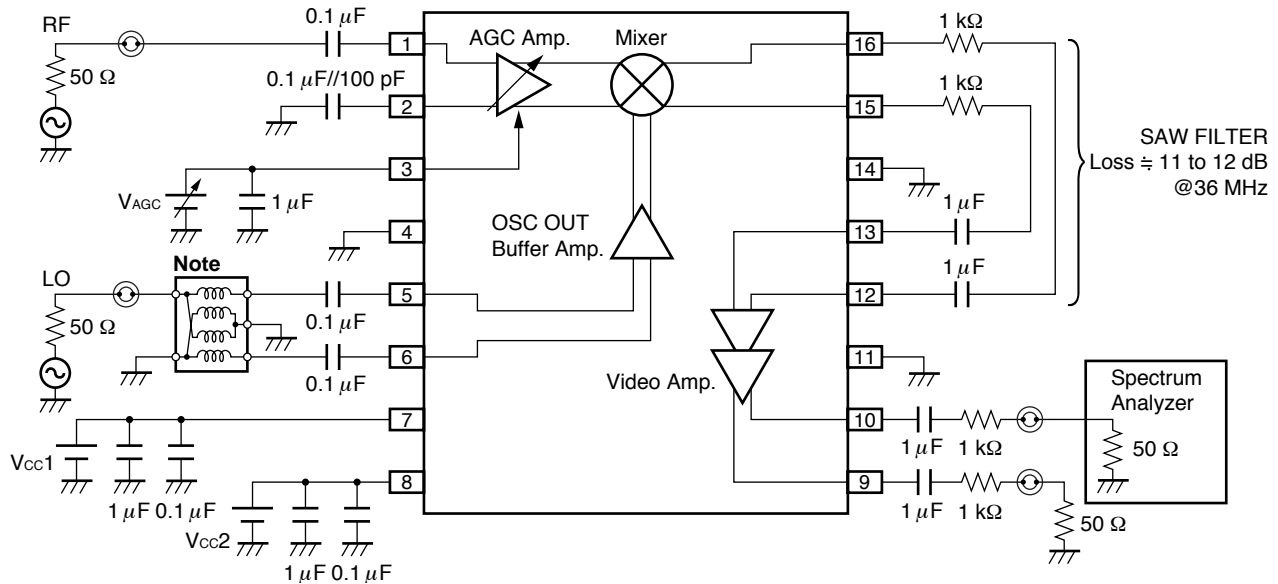 RF
50 Ω
0.1 µF
1
0.1 µF//100 pF
2
AGC Amp.
Mixer
16
1 kΩ
15
1 kΩ
SAW FILTER
Loss ≒ 11 to 12 dB
@36 MHz
VAGC
1 µF
3
14
4
OSC OUT
Buffer Amp.
13
1 µF
LO
50 Ω
Note
0.1 µF
5
12
1 µF
0.1 µF
6
11
Video Amp.
VCC1
1 µF
0.1 µF
7
10
1 µF
1 kΩ
Spectrum
Analyzer
50 Ω
VCC2
1 µF
0.1 µF
8
9
1 µF
1 kΩ
50 Ω